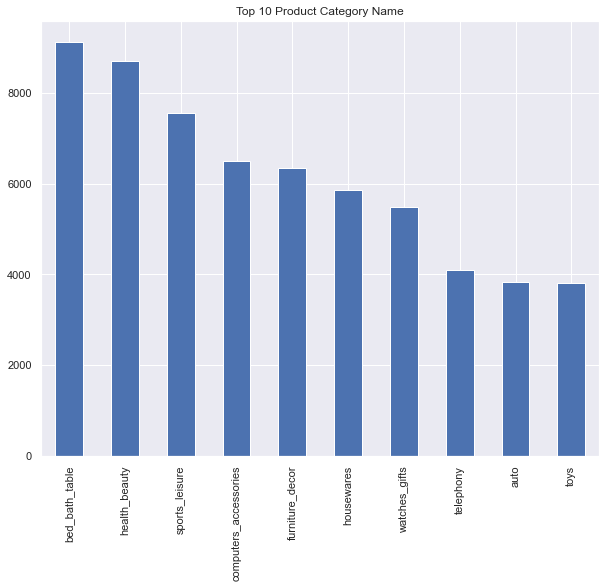 Top 10 Product Category Name
8000
6000
4000
2000
0
bed_bath_table
health_beauty
sports_leisure
computers_accessories
furniture_decor
housewares
watches_gifts
telephony
auto
toys